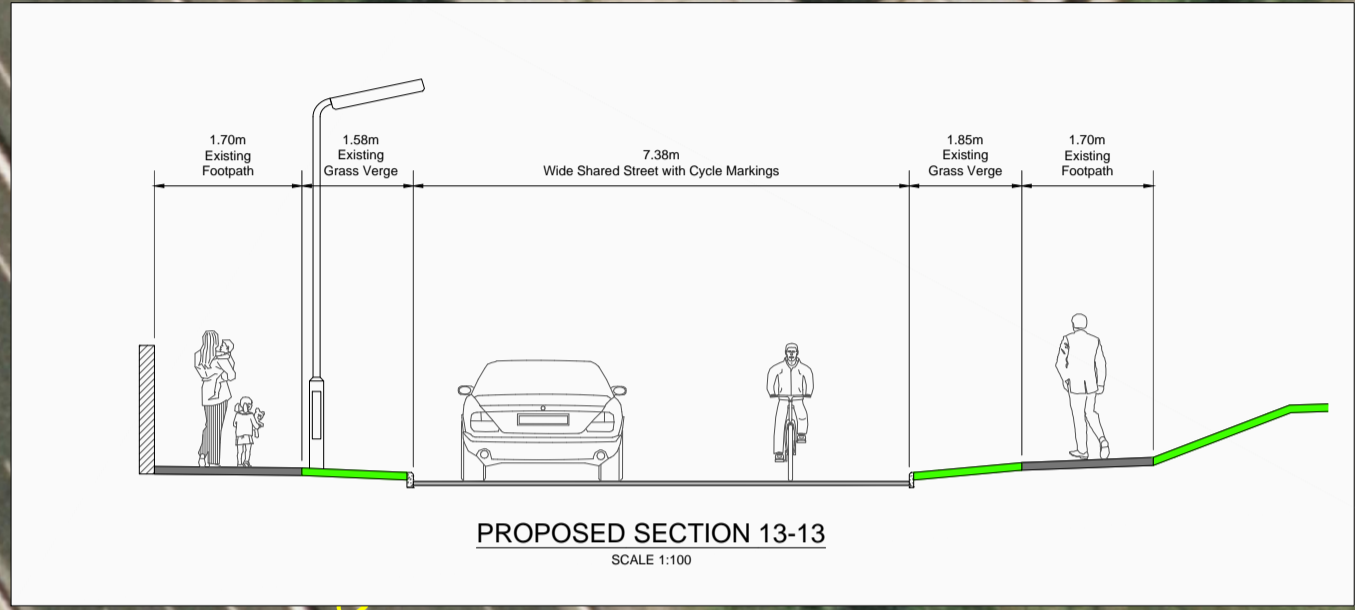 1.70m
Existing
Footpath
1.58m
Existing
Grass Verge
7.38m
Wide Shared Street with Cycle Markings
1.85m
Existing
Grass Verge
1.70m
Existing
Footpath
PROPOSED SECTION 13-13
SCALE 1:100